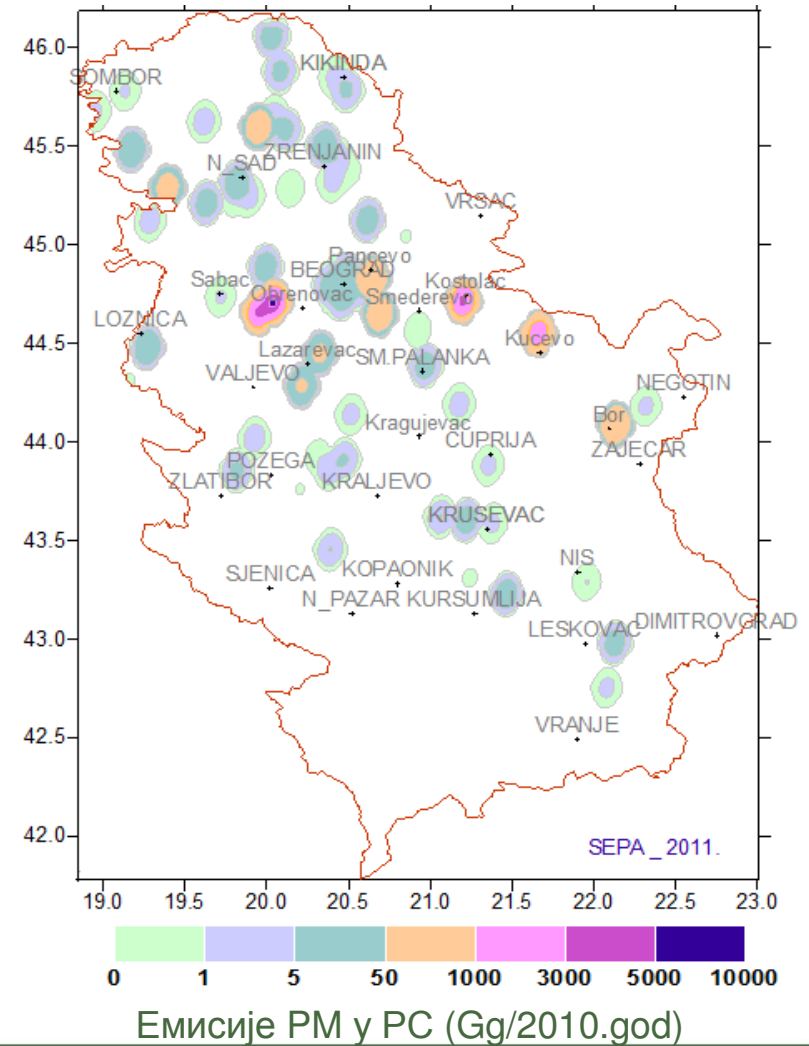 46.0
KIKINDA
SOMBOR
45.5
ZRENJANIN
N_SAD
VRSAC
45.0
Pancevo
BEOGRAD
Sabac
Kostolac
Obrenovac
Smederevo
LOZNICA
44.5
Kucevo
Lazarevac
SM.PALANKA
VALJEVO
NEGOTIN
Bor
Kragujevac
44.0
CUPRIJA
ZAJECAR
POZEGA
ZLATIBOR
KRALJEVO
KRUSEVAC
43.5
NIS
KOPAONIK
SJENICA
N_PAZAR
KURSUMLIJA
43.0
DIMITROVGRAD
LESKOVAC
42.5
VRANJE
42.0
SEPA _ 2011.
19.0 19.5 20.0 20.5 21.0 21.5 22.0 22.5 23.0
0 1 5 50 1000 3000 5000 10000
Емисије РМ у РС (Gg/2010.god)